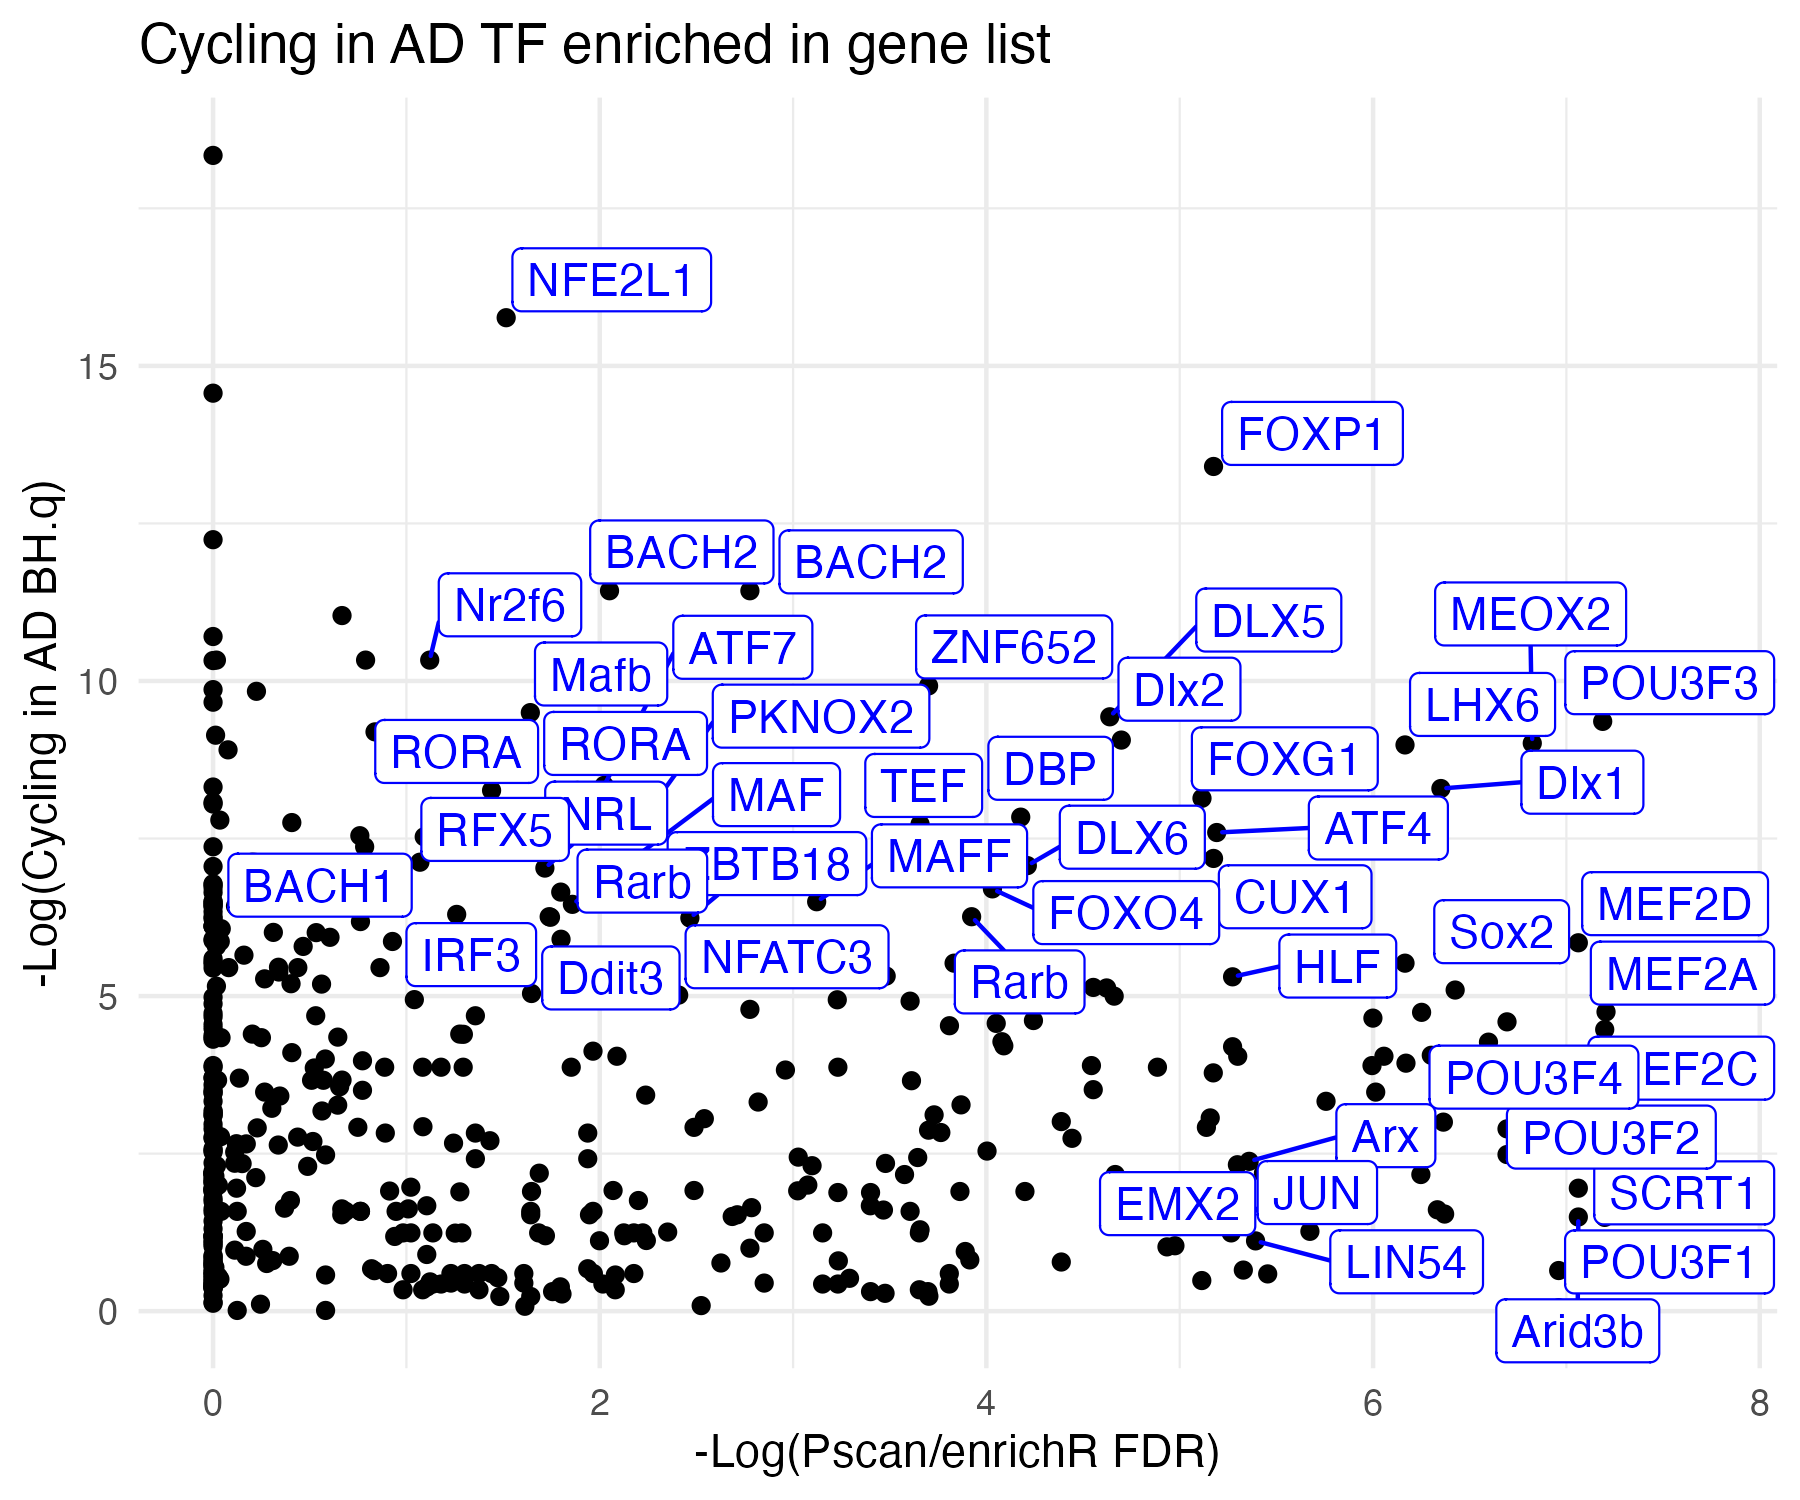 Cycling in AD TF enriched in gene list
-Log(Cycling in AD BH.q)
15
10
5
0
NFE2L1
FOXP1
BACH2
BACH2
Nr2f6
DLX5
MEOX2
ATF7
ZNF652
Mafb
Dlx2
POU3F3
LHX6
PKNOX2
RORA
RORA
FOXG1
DBP
Dlx1
TEF
MAF
NRL
RFX5
ATF4
DLX6
MAFF
ZBTB18
Rarb
BACH1
CUX1
MEF2D
FOXO4
Sox2
IRF3
NFATC3
HLF
MEF2A
Ddit3
Rarb
EF2C
POU3F4
Arx
POU3F2
JUN
SCRT1
EMX2
LIN54
POU3F1
Arid3b
0
2
4
6
8
-Log(Pscan/enrichR FDR)